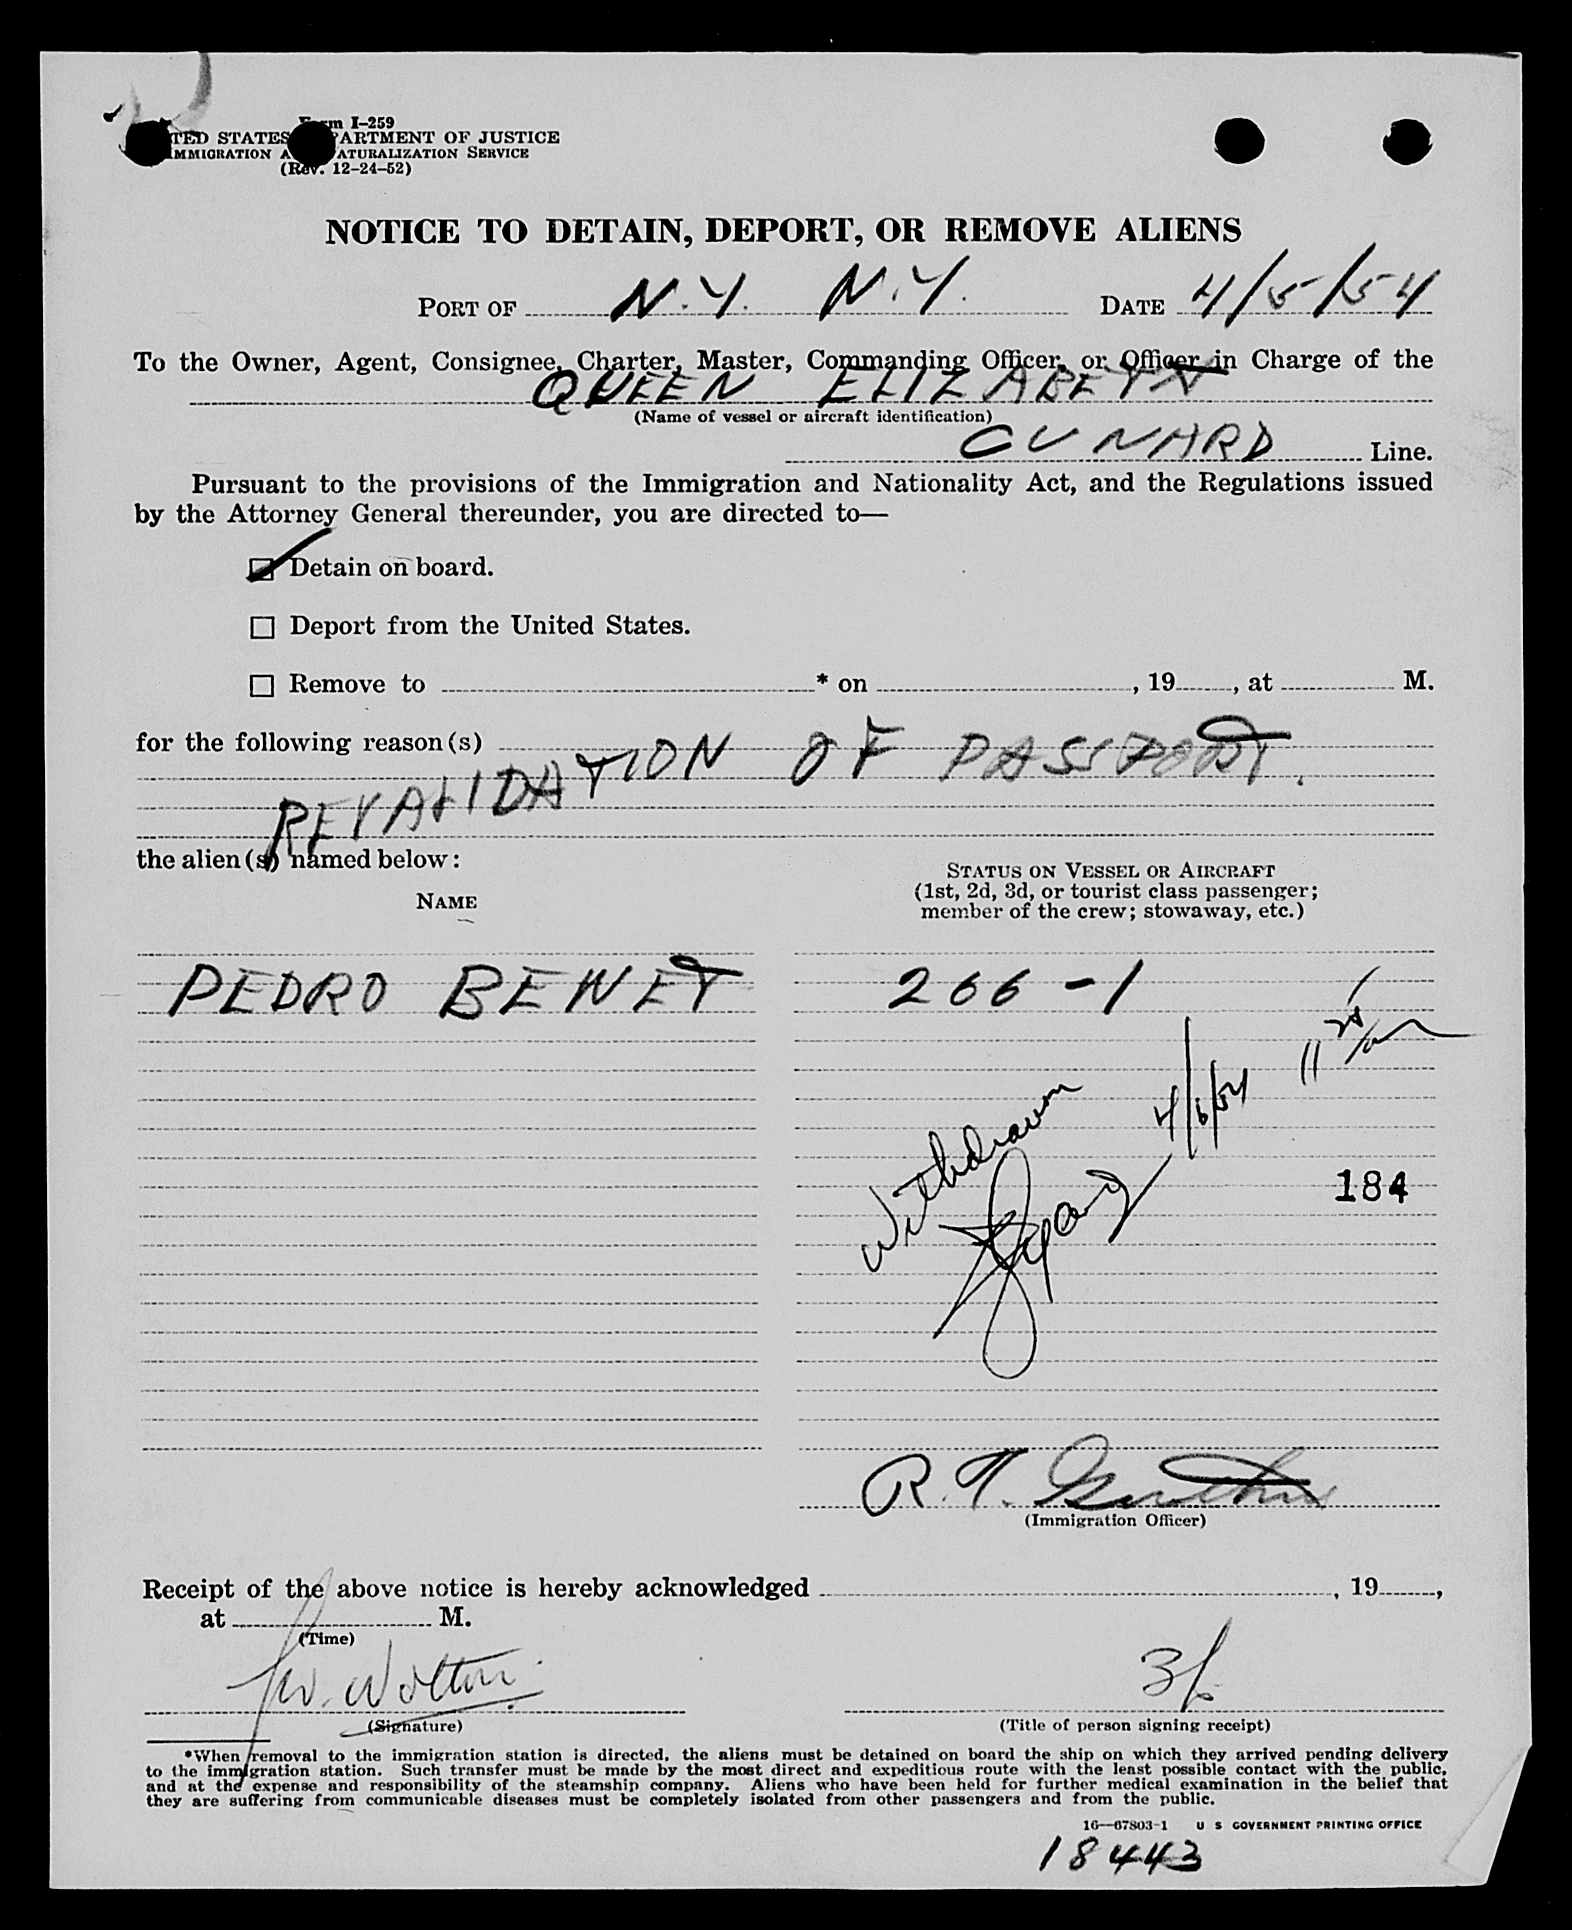 Form I-259
UNITED STATES DEPARTMENT OF JUSTICE
IMMIGRATION AND NATURALIZATION SERVICE
(Rev. 12-24-52)
NOTICE TO DETAIN, DEPORT, OR REMOVE ALIENS
PORT OF N.Y. N.Y. DATE 4/5/54
To the Owner, Agent, Consignee, Charter, Master, Commanding Officer, or Officer in Charge of the
QUEEN ELIZABETH
(Name of vessel or aircraft identification)
CUNARD Line.
Pursuant to the provisions of the Immigration and Nationality Act, and the Regulations issued
by the Attorney General thereunder, you are directed to—
Detain on board.
Deport from the United States.
Remove to * on , 19 , at M.
for the following reason(s)
REVALIDATION OF PASSPORT.
the alien(s) named below:
NAME
STATUS ON VESSEL OR AIRCRAFT
(1st, 2d, 3d, or tourist class passenger;
member of the crew; stowaway, etc.)
PEDRO BENET 266-1
Withdrawn 4/6/54 11
184
R.
(Immigration Officer)
Receipt of the above notice is hereby acknowledged , 19 ,
at M.
(Time)
W. Wolton
(Signature)
(Title of person signing receipt)
*When removal to the immigration station is directed, the aliens must be detained on board the ship on which they arrived pending delivery
to the immigration station. Such transfer must be made by the most direct and expeditious route with the least possible contact with the public,
and at the expense and responsibility of the steamship company. Aliens who have been held for further medical examination in the belief that
they are suffering from communicable diseases must be completely isolated from other passengers and from the public.
16—67803-1 U S GOVERNMENT PRINTING OFFICE
18443